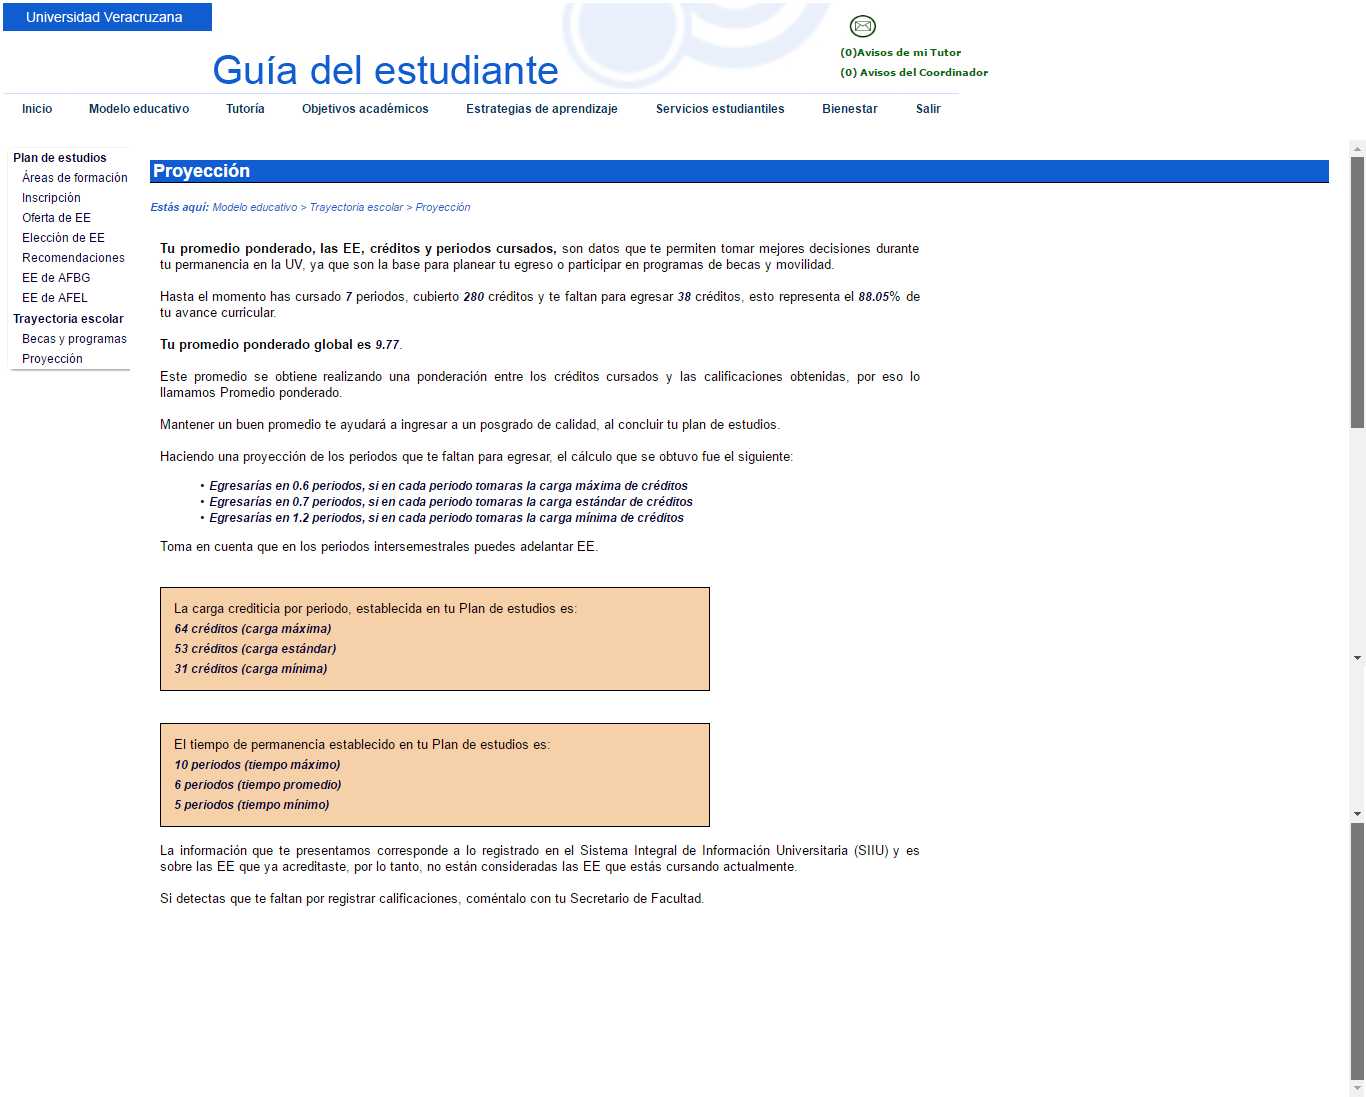 Universidad Veracruzana
Guía del estudiante
(0)Avisos de mi Tutor
(0) Avisos del Coordinador
Inicio Modelo educativo Tutoría Objetivos académicos Estrategias de aprendizaje Servicios estudiantiles Bienestar Salir
Plan de estudios
Áreas de formación
Inscripción
Oferta de EE
Elección de EE
Recomendaciones
EE de AFBG
EE de AFEL
Trayectoria escolar
Becas y programas
Proyección
Proyección
Estás aquí: Modelo educativo > Trayectoria escolar > Proyección
Tu promedio ponderado, las EE, créditos y periodos cursados, son datos que te permiten tomar mejores decisiones durante
tu permanencia en la UV, ya que son la base para planear tu egreso o participar en programas de becas y movilidad.
Hasta el momento has cursado 7 periodos, cubierto 280 créditos y te faltan para egresar 38 créditos, esto representa el 88.05% de
tu avance curricular.
Tu promedio ponderado global es 9.77.
Este promedio se obtiene realizando una ponderación entre los créditos cursados y las calificaciones obtenidas, por eso lo
llamamos Promedio ponderado.
Mantener un buen promedio te ayudará a ingresar a un posgrado de calidad, al concluir tu plan de estudios.
Haciendo una proyección de los periodos que te faltan para egresar, el cálculo que se obtuvo fue el siguiente:
• Egresarías en 0.6 periodos, si en cada periodo tomaras la carga máxima de créditos
• Egresarías en 0.7 periodos, si en cada periodo tomaras la carga estándar de créditos
• Egresarías en 1.2 periodos, si en cada periodo tomaras la carga mínima de créditos
Toma en cuenta que en los periodos intersemestrales puedes adelantar EE.
La carga crediticia por periodo, establecida en tu Plan de estudios es:
64 créditos (carga máxima)
53 créditos (carga estándar)
31 créditos (carga mínima)
El tiempo de permanencia establecido en tu Plan de estudios es:
10 periodos (tiempo máximo)
6 periodos (tiempo promedio)
5 periodos (tiempo mínimo)
La información que te presentamos corresponde a lo registrado en el Sistema Integral de Información Universitaria (SIIU) y es
sobre las EE que ya acreditaste, por lo tanto, no están consideradas las EE que estás cursando actualmente.
Si detectas que te faltan por registrar calificaciones, coméntalo con tu Secretario de Facultad.